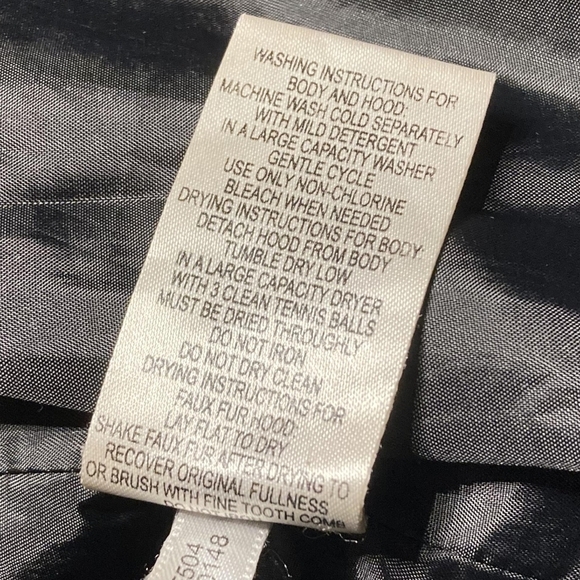 WASHING INSTRUCTIONS FOR
BODY AND HOOD:
MACHINE WASH COLD SEPARATELY
WITH MILD DETERGENT
IN A LARGE CAPACITY WASHER
GENTLE CYCLE
USE ONLY NON-CHLORINE
BLEACH WHEN NEEDED
DRYING INSTRUCTIONS FOR BODY:
DETACH HOOD FROM BODY
TUMBLE DRY LOW
IN A LARGE CAPACITY DRYER
WITH 3 CLEAN TENNIS BALLS
MUST BE DRIED THROUGHLY
DO NOT IRON
DO NOT DRY CLEAN
DRYING INSTRUCTIONS FOR
FAUX FUR HOOD:
LAY FLAT TO DRY
SHAKE FAUX FUR AFTER DRYING TO
RECOVER ORIGINAL FULLNESS
OR BRUSH WITH FINE TOOTH COMB